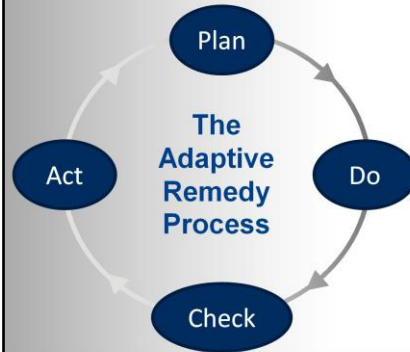 Plan
The
Adaptive
Remedy
Process
Act
Do
Check